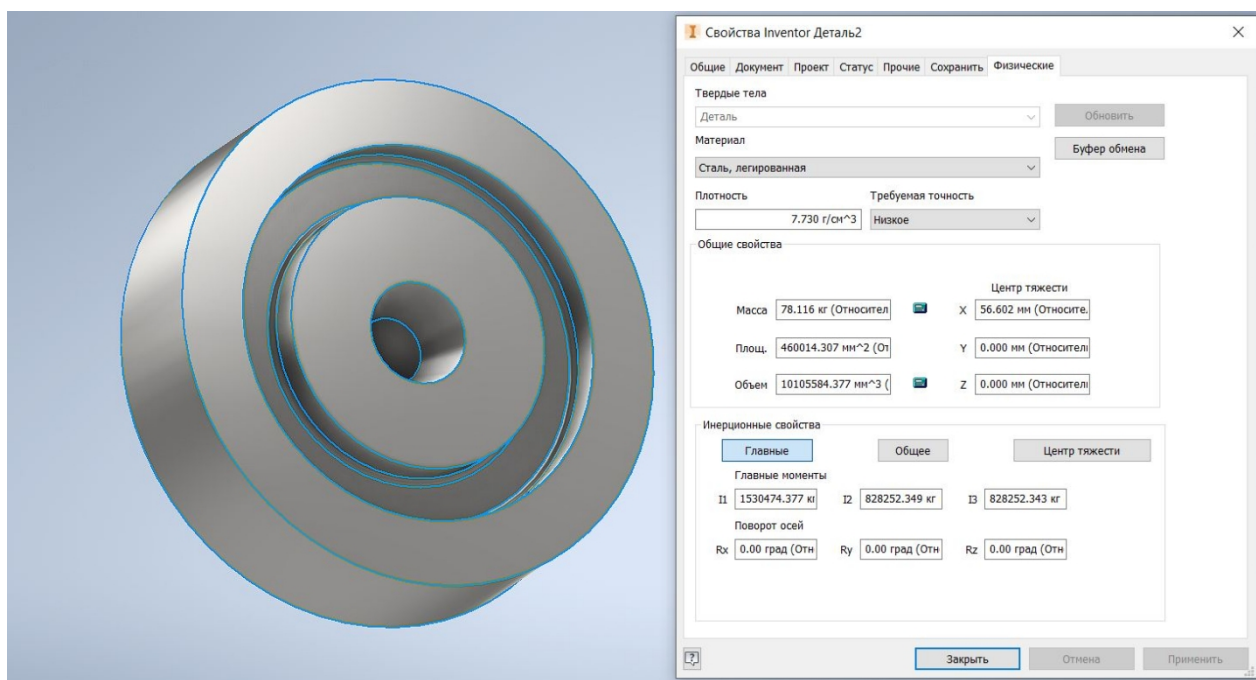 Свойства Inventor Деталь2
Общие Документ Проект Статус Прочие Сохранить Физические
Твердые тела
Деталь
Обновить
Материал
Буфер обмена
Сталь, легированная
Плотность Требуемая точность
7.730 г/см^3 Низкое
Общие свойства
Центр тяжести
Масса 78.116 кг (Относител X 56.602 мм (Относите.
Площ. 460014.307 мм^2 (От Y 0.000 мм (Относителі
Объем 10105584.377 мм^3 ( Z 0.000 мм (Относителі
Инерционные свойства
Главные Общее Центр тяжести
Главные моменты
I1 1530474.377 кг I2 828252.349 кг I3 828252.343 кг
Поворот осей
Rx 0.00 град (Отн Ry 0.00 град (Отн Rz 0.00 град (Отн
? Закрыть Отмена Применить